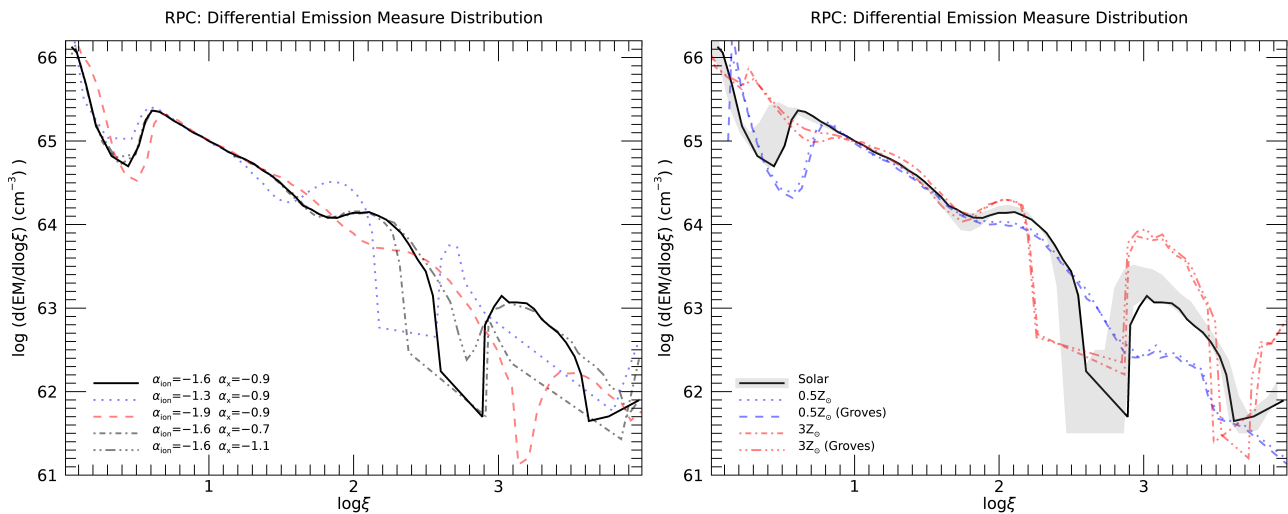 RPC: Differential Emission Measure Distribution
log (d(EM/dlogξ) (cm⁻³) )
66
65
64
63
62
61
1
2
3
logξ
α_ion=−1.6 α_x=−0.9
α_ion=−1.3 α_x=−0.9
α_ion=−1.9 α_x=−0.9
α_ion=−1.6 α_x=−0.7
α_ion=−1.6 α_x=−1.1
RPC: Differential Emission Measure Distribution
log (d(EM/dlogξ) (cm⁻³) )
66
65
64
63
62
61
1
2
3
logξ
Solar
0.5Z⊙
0.5Z⊙ (Groves)
3Z⊙
3Z⊙ (Groves)